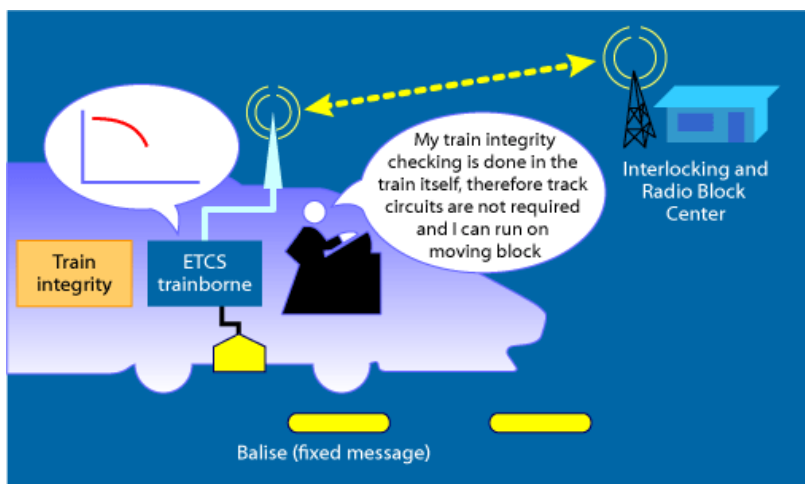 My train integrity
checking is done in the
train itself, therefore track
circuits are not required
and I can run on
moving block
Interlocking and
Radio Block
Center
Train
integrity
ETCS
trainborne
Balise (fixed message)